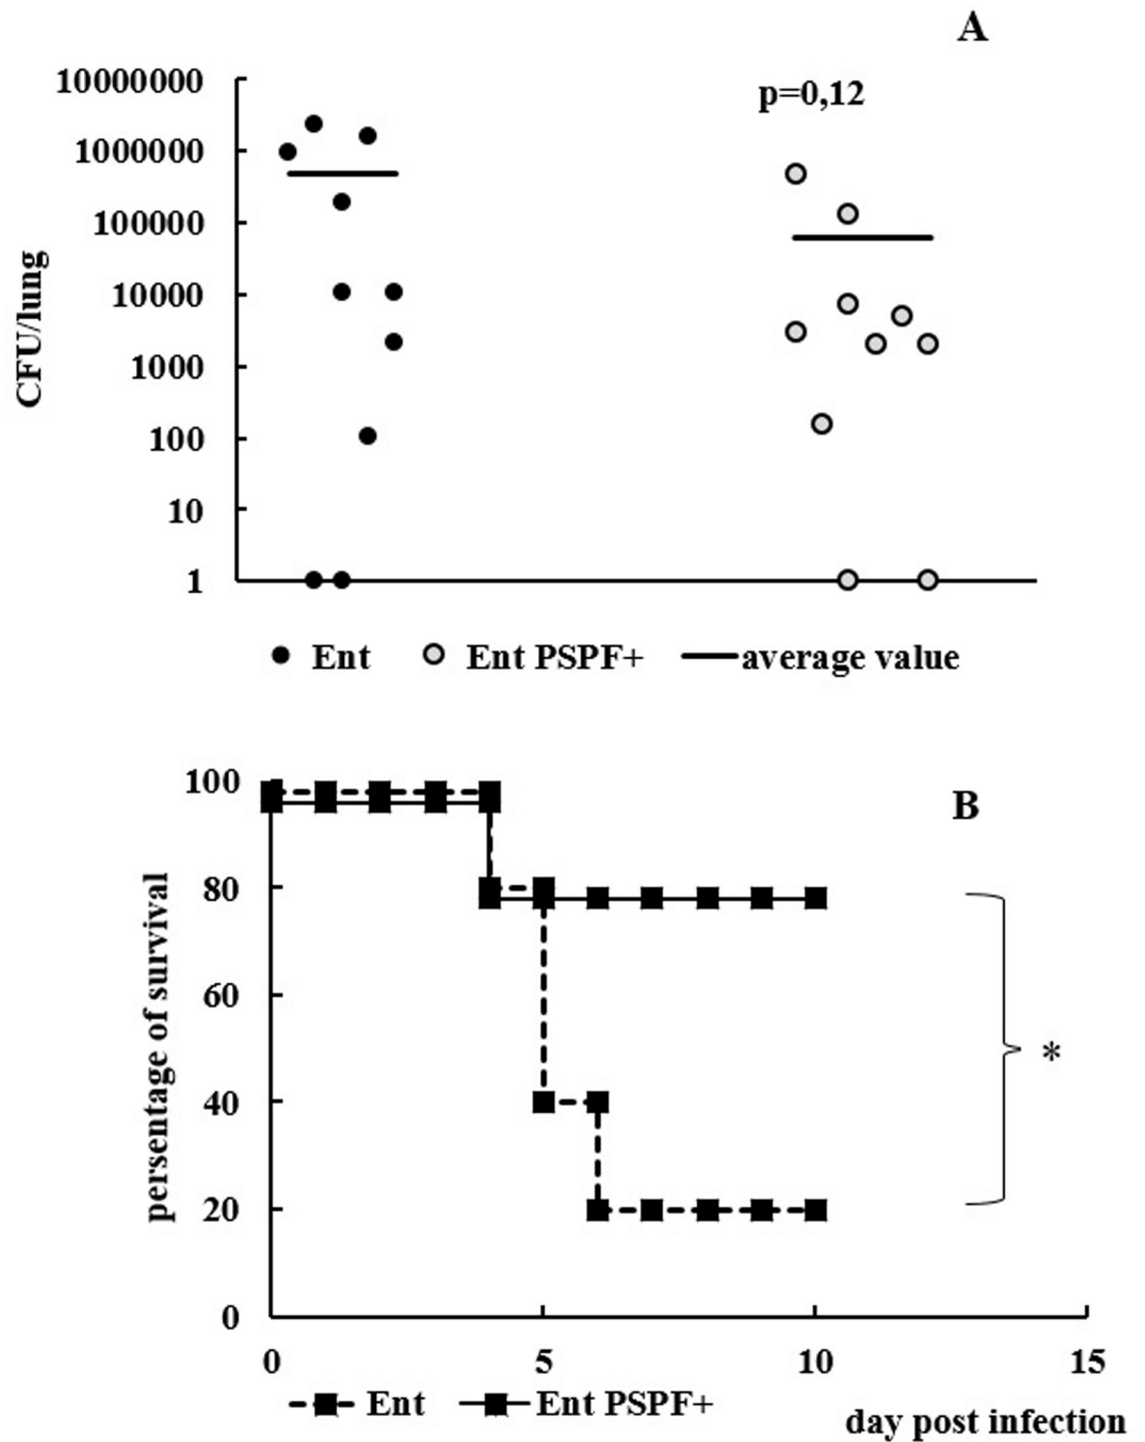 A
p=0,12
CFU/lung
10000000
1000000
100000
10000
1000
100
10
1
Ent Ent PSPF+ average value
B
persentage of survival
100
80
60
40
20
0
*
0 5 10 15
Ent Ent PSPF+
day post infection